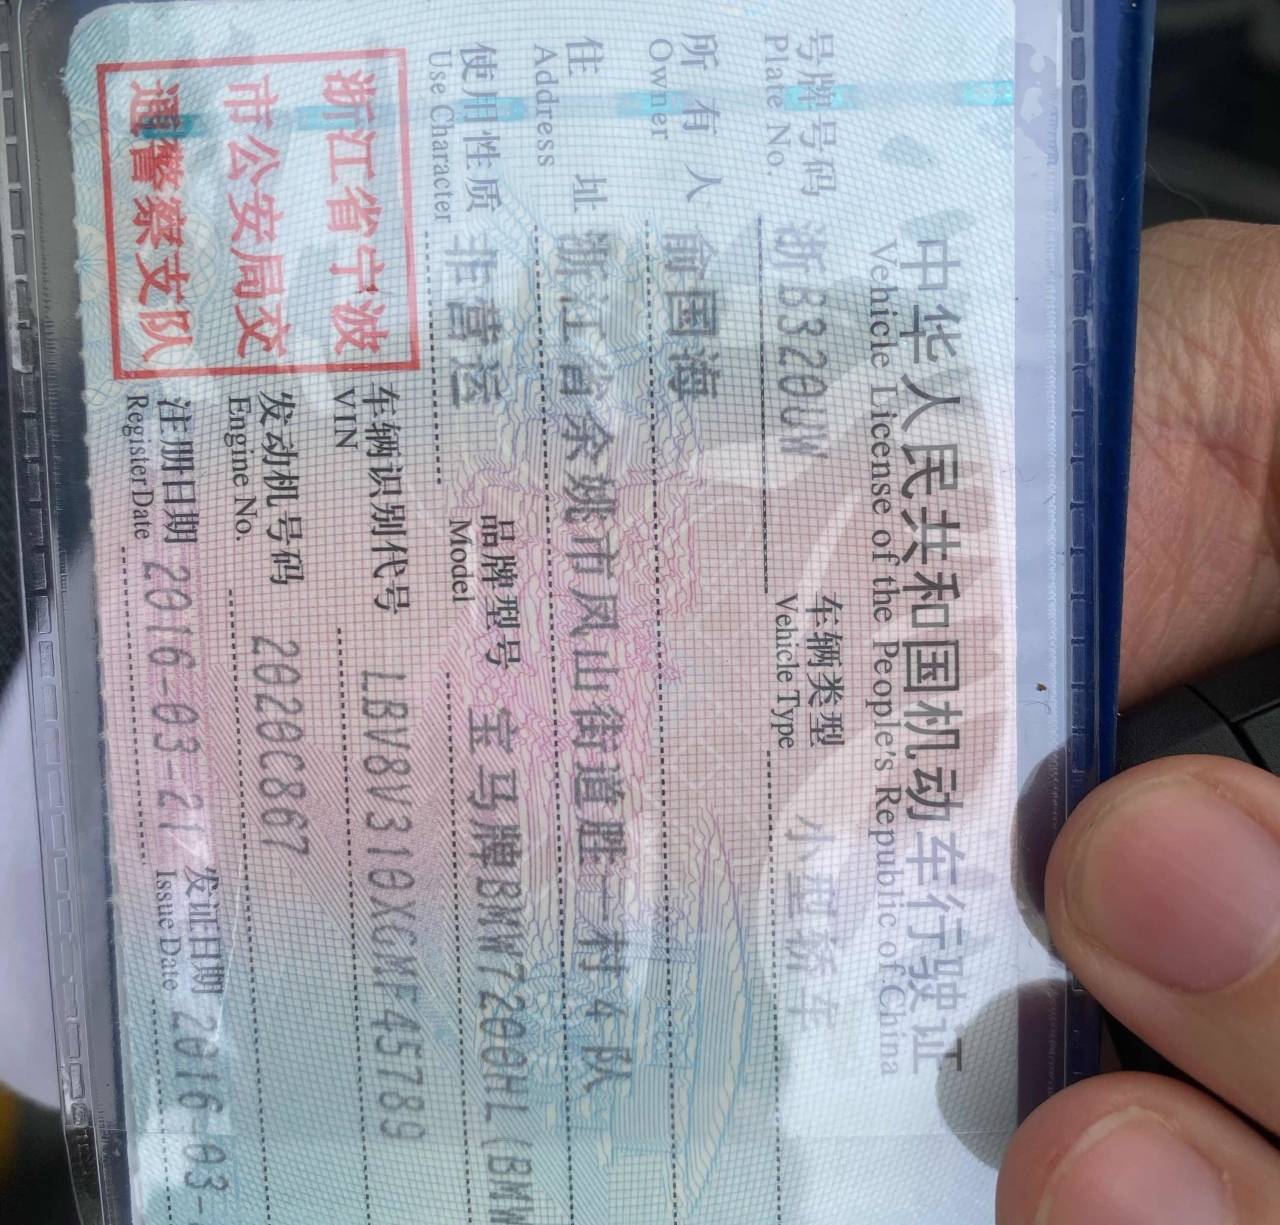 中华人民共和国机动车行驶证
Vehicle License of the People's Republic of China
号牌号码 浙B320UW 车辆类型 小型轿车
Plate No. Vehicle Type
所有人 俞国海
Owner
住址 浙江省余姚市凤山街道胜一村4队
Address
使用性质 非营运 品牌型号 宝马牌BMW7200HL(BMW
Use Character Model
浙江省宁波
市公安局交
通警察支队
车辆识别代号 LBV8V310XGMF45789
VIN
发动机号码 2020C867
Engine No.
注册日期 2016-03-21 发证日期 2016-03-
Register Date Issue Date